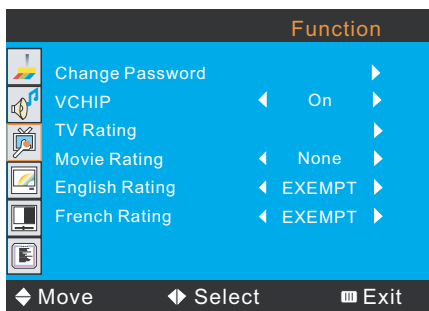 Function
Change Password
VCHIP On
TV Rating
Movie Rating None
English Rating EXEMPT
French Rating EXEMPT
Move Select Exit